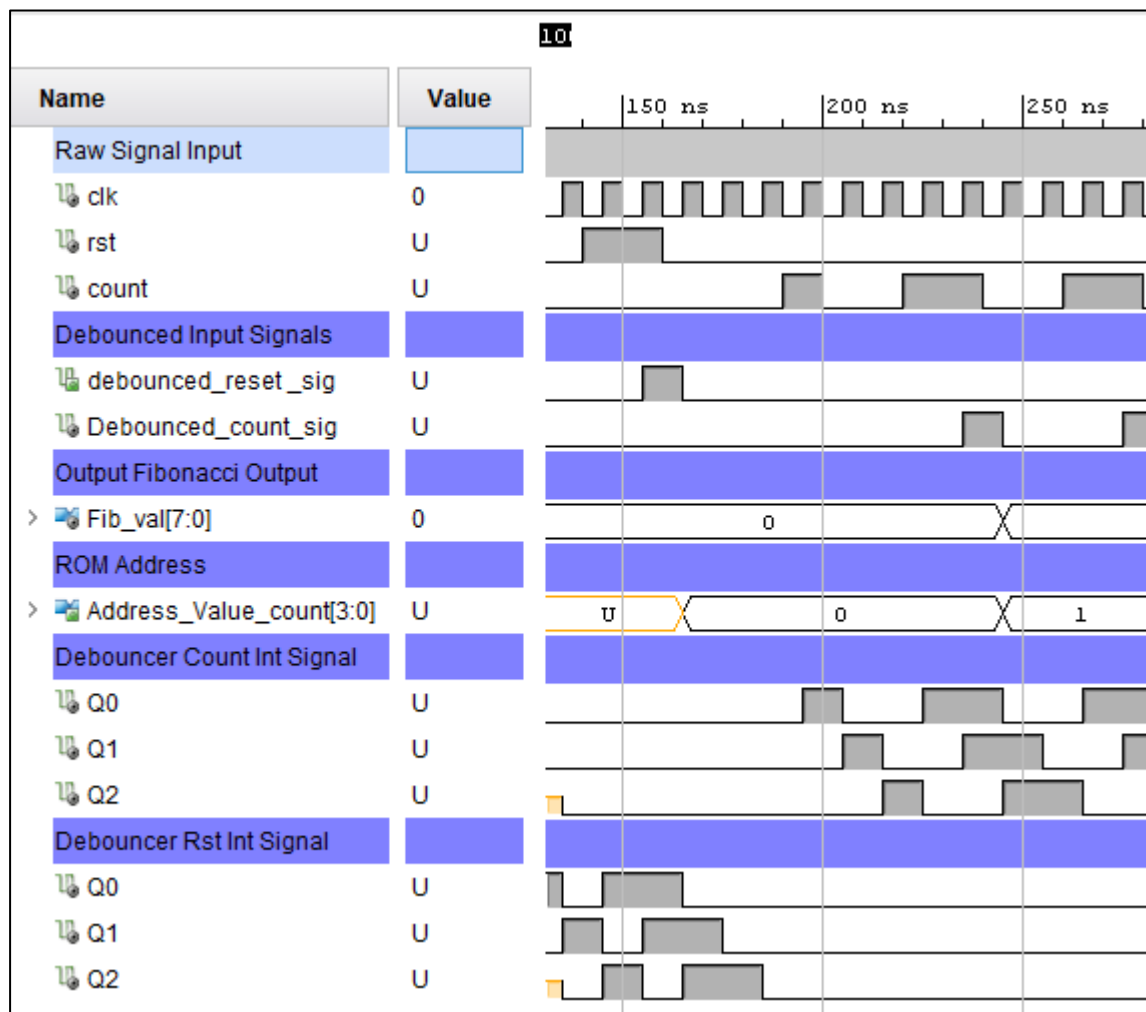 10
Name Value 150 ns 200 ns 250 ns
Raw Signal Input
clk 0
rst U
count U
Debounced Input Signals
debounced_reset _sig U
Debounced_count_sig U
Output Fibonacci Output
Fib_val[7:0] 0 0
ROM Address
Address_Value_count[3:0] U U 0 1
Debouncer Count Int Signal
Q0 U
Q1 U
Q2 U
Debouncer Rst Int Signal
Q0 U
Q1 U
Q2 U